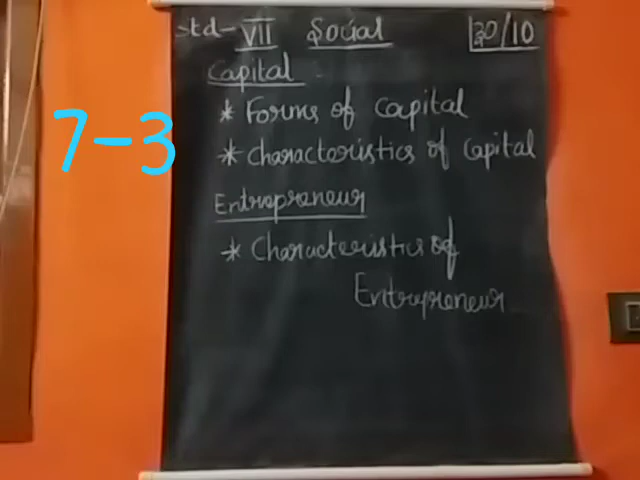 std- VII Social 30/10
Capital
* Forms of Capital
7-3
* Characteristics of Capital
Entrepreneur
* Characteristics of
Entrepreneur